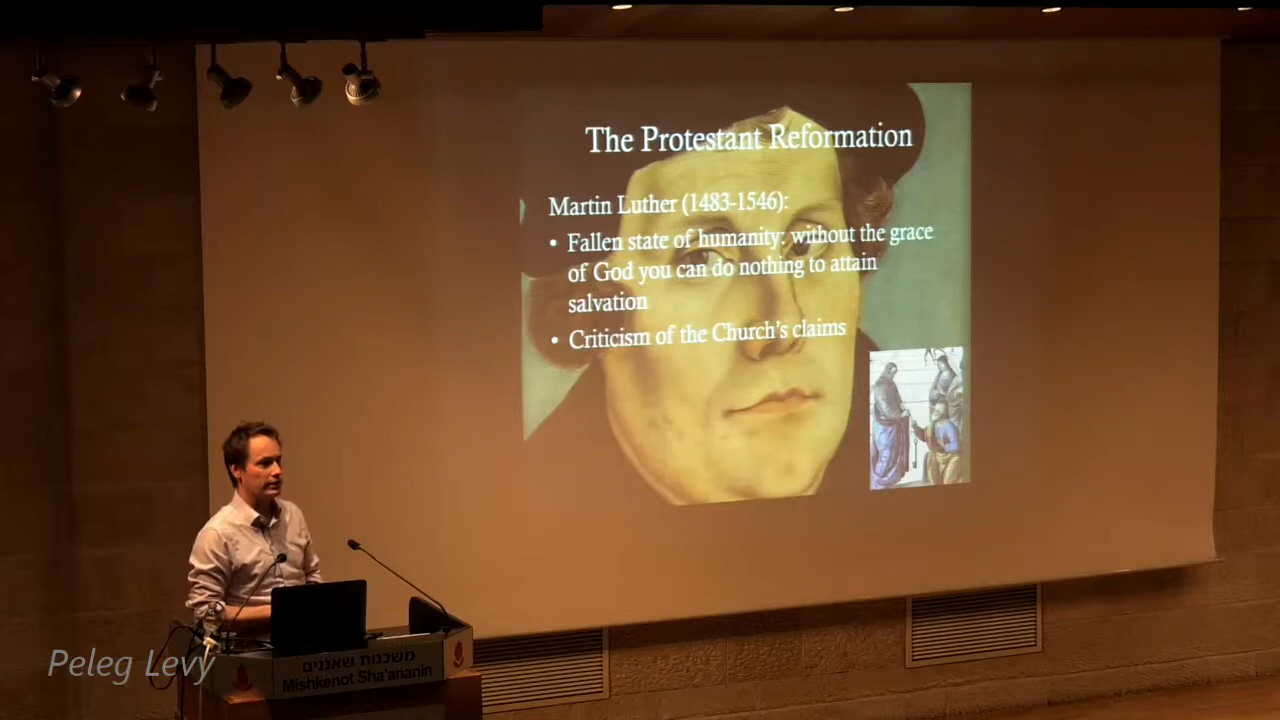 The Protestant Reformation
Martin Luther (1483-1546):
• Fallen state of humanity: without the grace
of God you can do nothing to attain
salvation
• Criticism of the Church's claims
משכנות שאננים
Mishkenot Sha'ananim
Peleg Levy